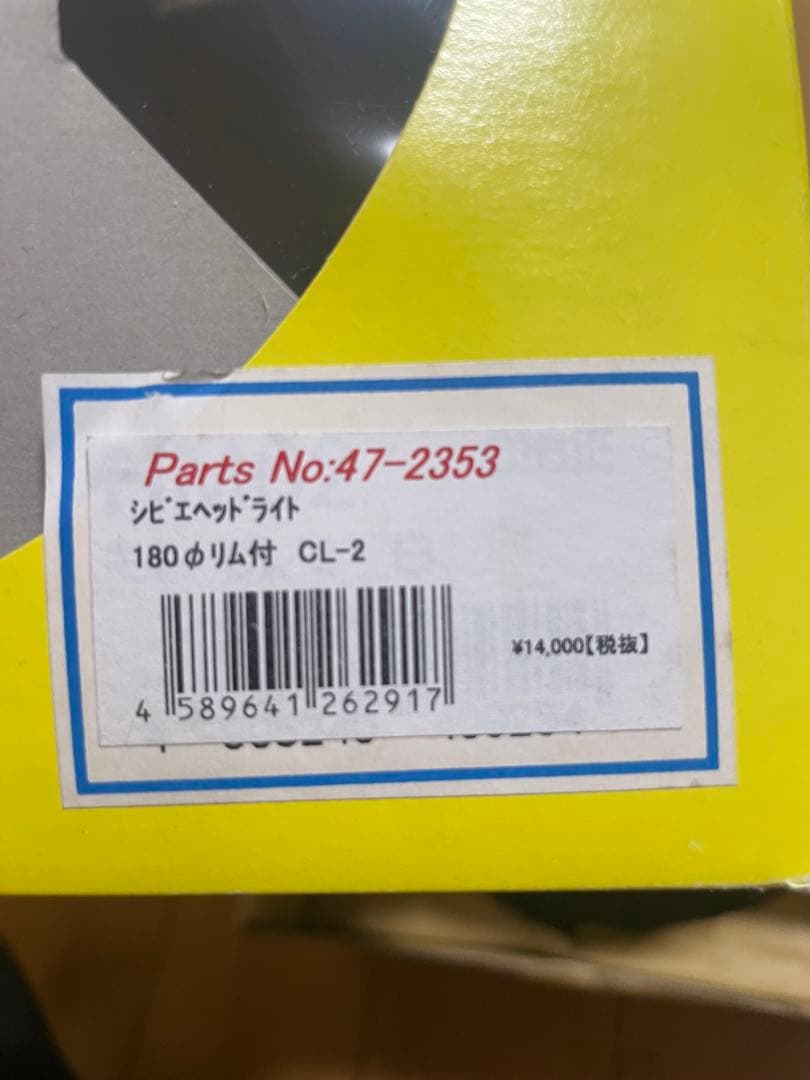 Parts No:47-2353
ｼﾋﾞｴﾍｯﾄﾞﾗｲﾄ
180φﾘﾑ付 CL-2
¥14,000【税抜】
4 589641 262917